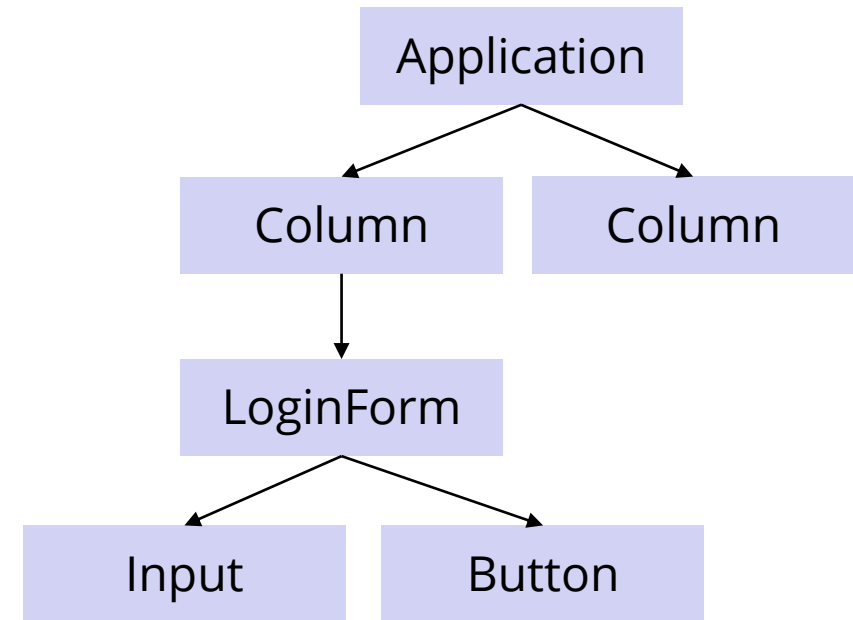 Application
Column
Column
LoginForm
Input
Button